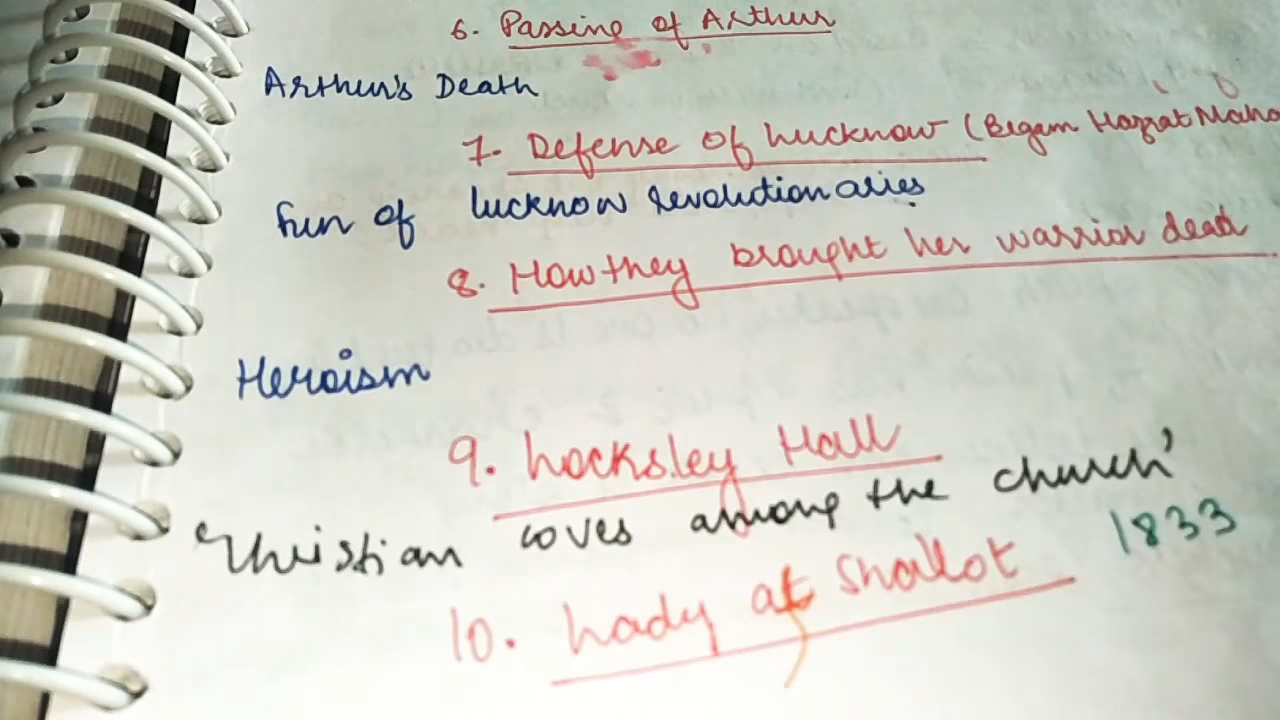 6. Passing of Arthur
Arthur's Death
7. Defense of Lucknow (Begam Hazrat Maha
Fun of Lucknow revolutionaries
8. How they brought her warrior dead
Heroism
9. Locksley Hall
'Christian coves among the church'
1833
10. Lady of Shallot